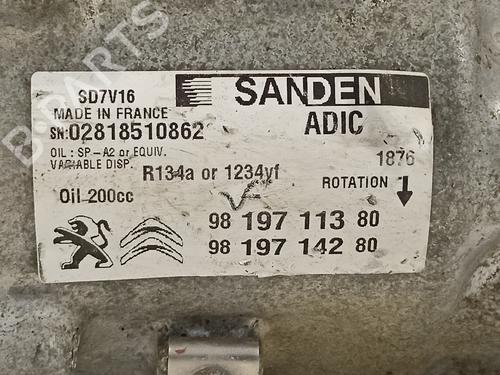 B-PARTS
SD7V16
SANDEN
MADE IN FRANCE
SN:02818510862
ADIC
OIL : SP-A2 or EQUIV.
VARIABLE DISP.
1876
R134a or 1234yf
ROTATION
Oil 200cc
98 197 113 80
98 197 142 80